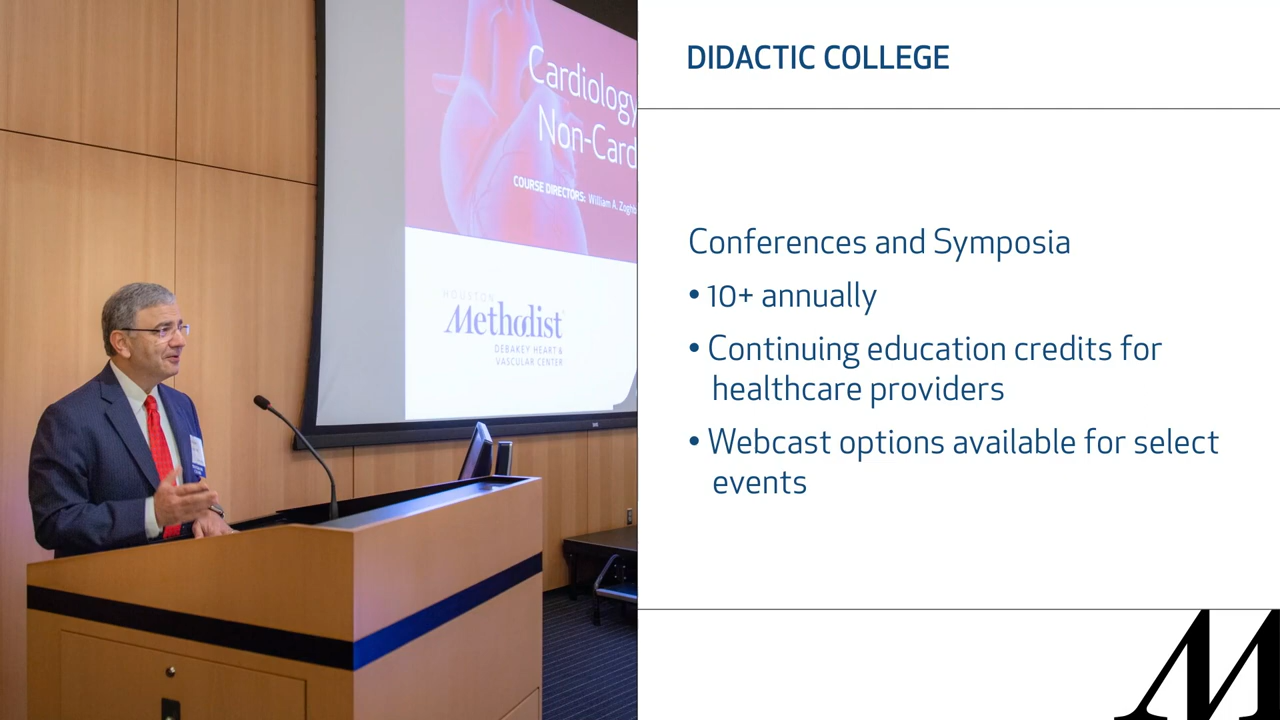 Cardiology
Non-Card
COURSE DIRECTORS: William A. Zoghb
HOUSTON
Methodist
DEBAKEY HEART &
VASCULAR CENTER
DIDACTIC COLLEGE
Conferences and Symposia
• 10+ annually
• Continuing education credits for
healthcare providers
• Webcast options available for select
events
M